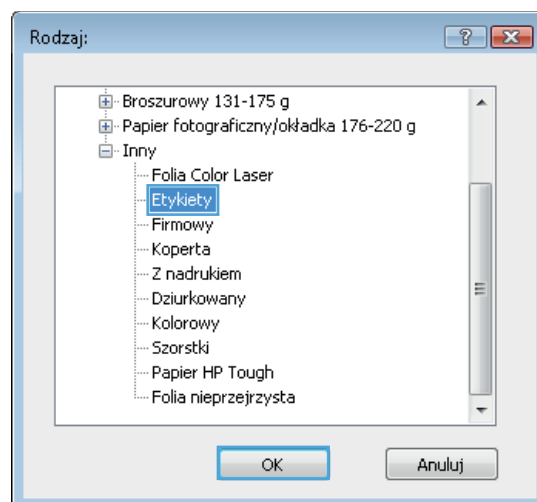 Rodzaj:
Broszurowy 131-175 g
Papier fotograficzny/okładka 176-220 g
Inny
Folia Color Laser
Etykiety
Firmowy
Koperta
Z nadrukiem
Dziurkowany
Kolorowy
Szorstki
Papier HP Tough
Folia nieprzejrzysta
OK Anuluj